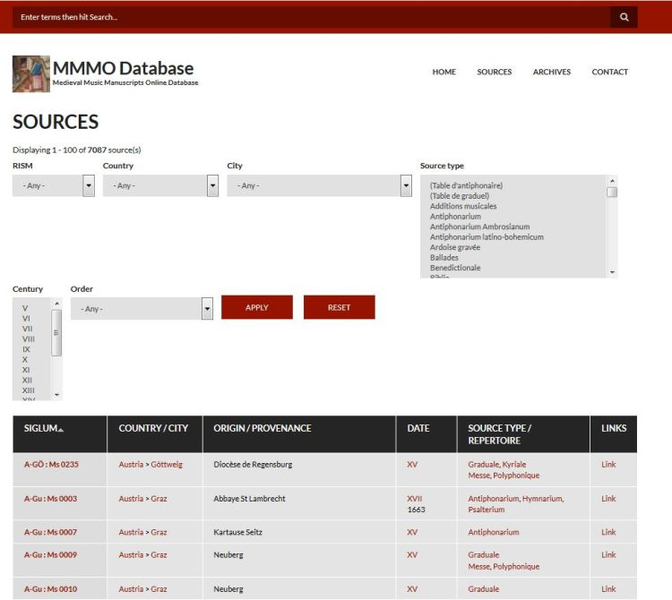 Enter terms then hit Search...
MMMO Database
Medieval Music Manuscripts Online Database
HOME SOURCES ARCHIVES CONTACT
SOURCES
Displaying 1 - 100 of 7087 source(s)
RISM Country City Source type
- Any - - Any - - Any -
(Table d'antiphonaire)
(Table de graduel)
Additions musicales
Antiphonarium
Antiphonarium Ambrosianum
Antiphonarium latino-bohemicum
Ardoise gravée
Ballades
Benedictionale
Century Order
- Any - APPLY RESET
V
VI
VII
VIII
IX
X
XI
XII
XIII
XIV
SIGLUM COUNTRY / CITY ORIGIN / PROVENANCE DATE SOURCE TYPE / REPERTOIRE LINKS
A-GÖ : Ms 0235 Austria > Göttweig Diocèse de Regensburg XV Graduale, Kyriale Link
Messe, Polyphonique
A-Gu : Ms 0003 Austria > Graz Abbaye St Lambrecht XVII Antiphonarium, Hymnarium, Link
1663 Psalterium
A-Gu : Ms 0007 Austria > Graz Kartause Seitz XV Antiphonarium Link
A-Gu : Ms 0009 Austria > Graz Neuberg XV Graduale Link
Messe, Polyphonique
A-Gu : Ms 0010 Austria > Graz Neuberg XV Graduale Link